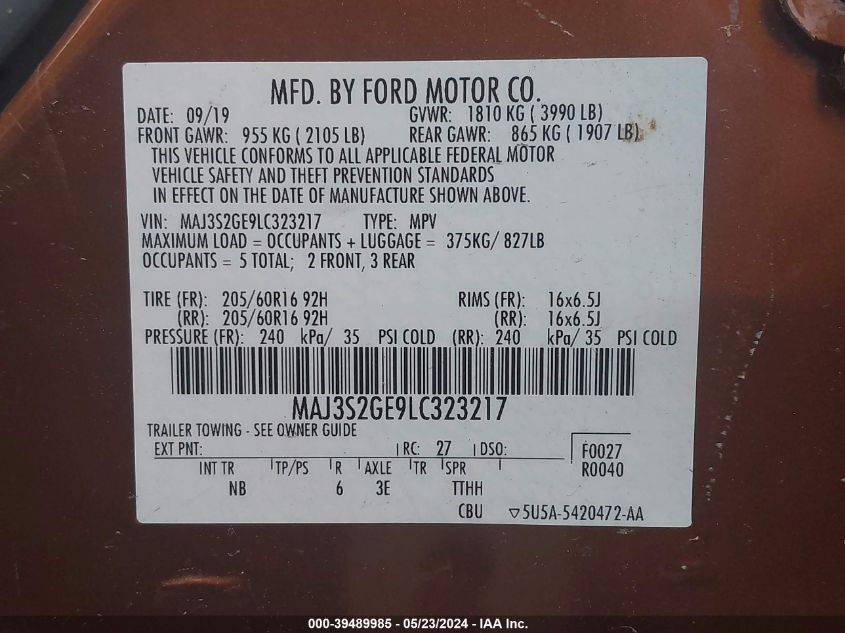 MFD. BY FORD MOTOR CO.
DATE: 09/19 GVWR: 1810 KG ( 3990 LB)
FRONT GAWR: 955 KG ( 2105 LB) REAR GAWR: 865 KG ( 1907 LB)
THIS VEHICLE CONFORMS TO ALL APPLICABLE FEDERAL MOTOR
VEHICLE SAFETY AND THEFT PREVENTION STANDARDS
IN EFFECT ON THE DATE OF MANUFACTURE SHOWN ABOVE.
VIN: MAJ3S2GE9LC323217 TYPE: MPV
MAXIMUM LOAD = OCCUPANTS + LUGGAGE = 375KG/ 827LB
OCCUPANTS = 5 TOTAL; 2 FRONT, 3 REAR
TIRE (FR): 205/60R16 92H RIMS (FR): 16x6.5J
(RR): 205/60R16 92H (RR): 16x6.5J
PRESSURE (FR): 240 kPa/ 35 PSI COLD (RR): 240 kPa/ 35 PSI COLD
MAJ3S2GE9LC323217
TRAILER TOWING - SEE OWNER GUIDE
EXT PNT: RC: 27 DSO: F0027
INT TR TP/PS R AXLE TR SPR R0040
NB 6 3E TTHH
CBU ▽5U5A-5420472-AA
000-39489985 - 05/23/2024 - IAA Inc.